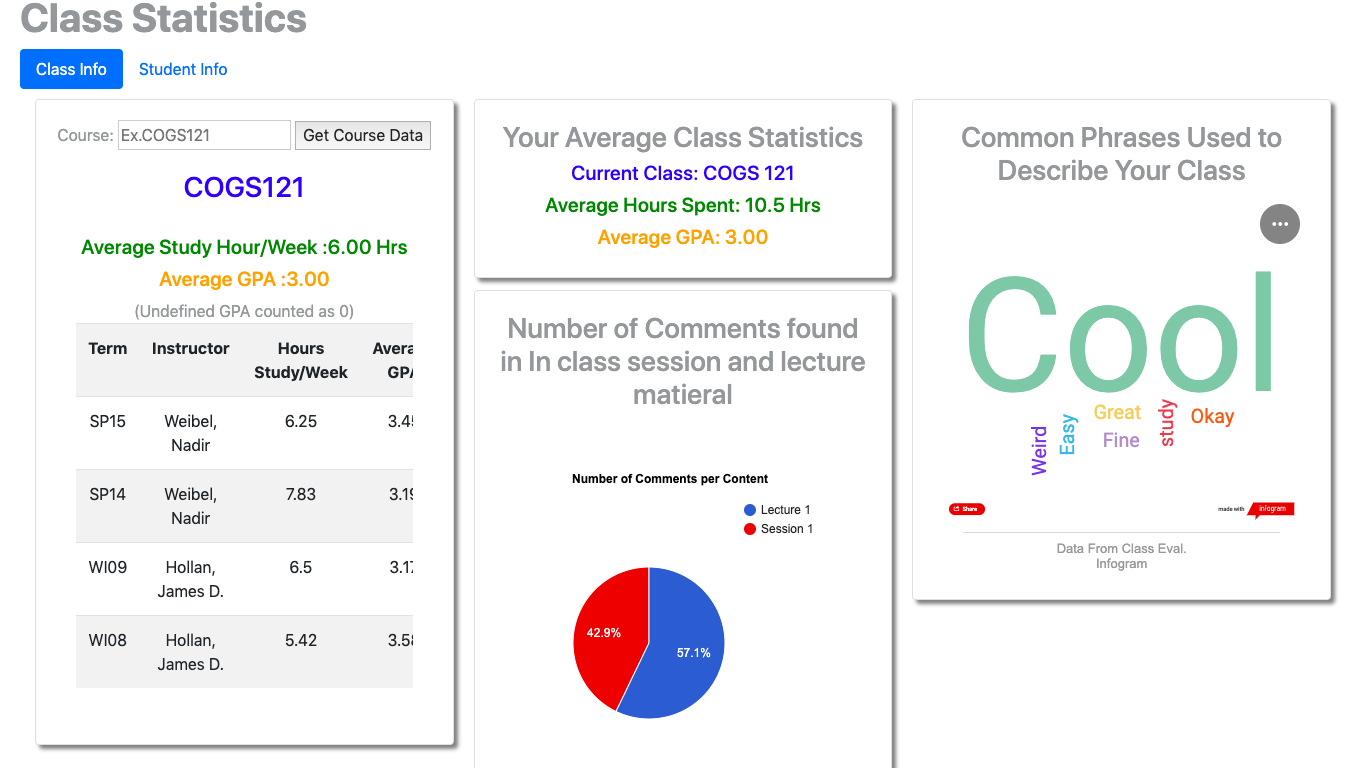 Class Statistics
Class Info
Student Info
Course: Ex.COGS121 Get Course Data
COGS121
Average Study Hour/Week :6.00 Hrs
Average GPA :3.00
(Undefined GPA counted as 0)
Term Instructor Hours Avera
Study/Week GPA
SP15 Weibel, 6.25 3.45
Nadir
SP14 Weibel, 7.83 3.19
Nadir
WI09 Hollan, 6.5 3.17
James D.
WI08 Hollan, 5.42 3.58
James D.
Your Average Class Statistics
Current Class: COGS 121
Average Hours Spent: 10.5 Hrs
Average GPA: 3.00
Number of Comments found
in In class session and lecture
matieral
Number of Comments per Content
Lecture 1
Session 1
42.9%
57.1%
Common Phrases Used to
Describe Your Class
Cool
Weird
Easy
Great
Fine
study
Okay
Share
made with infogram
Data From Class Eval.
Infogram